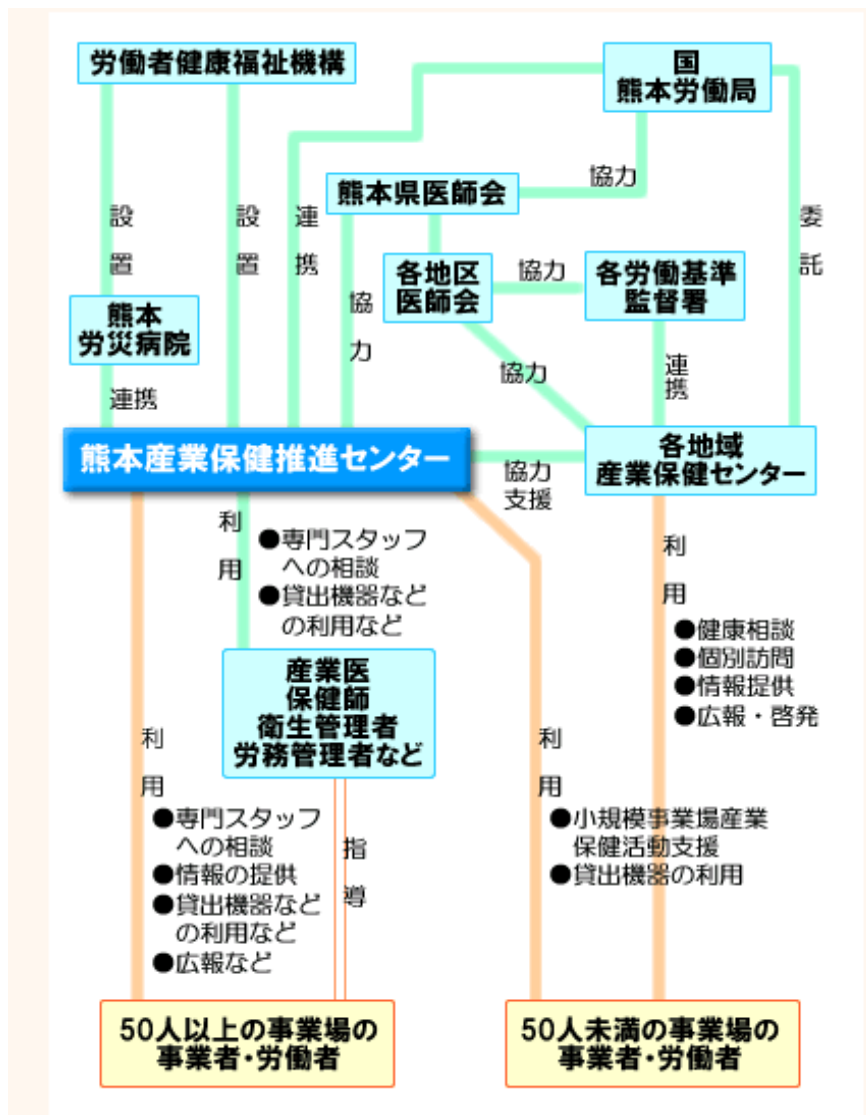 労働者健康福祉機構
国
熊本労働局
設置
設置
連携
熊本県医師会
協力
委託
各地区
医師会
協力
各労働基準
監督署
熊本
労災病院
協力
協力
連携
連携
熊本産業保健推進センター
協力
支援
各地域
産業保健センター
利用
●専門スタッフ
への相談
●貸出機器など
の利用など
利用
●健康相談
●個別訪問
●情報提供
●広報・啓発
産業医
保健師
衛生管理者
労務管理者など
利用
●専門スタッフ
への相談
●情報の提供
●貸出機器など
の利用など
●広報など
指導
利用
●小規模事業場産業
保健活動支援
●貸出機器の利用
50人以上の事業場の
事業者・労働者
50人未満の事業場の
事業者・労働者